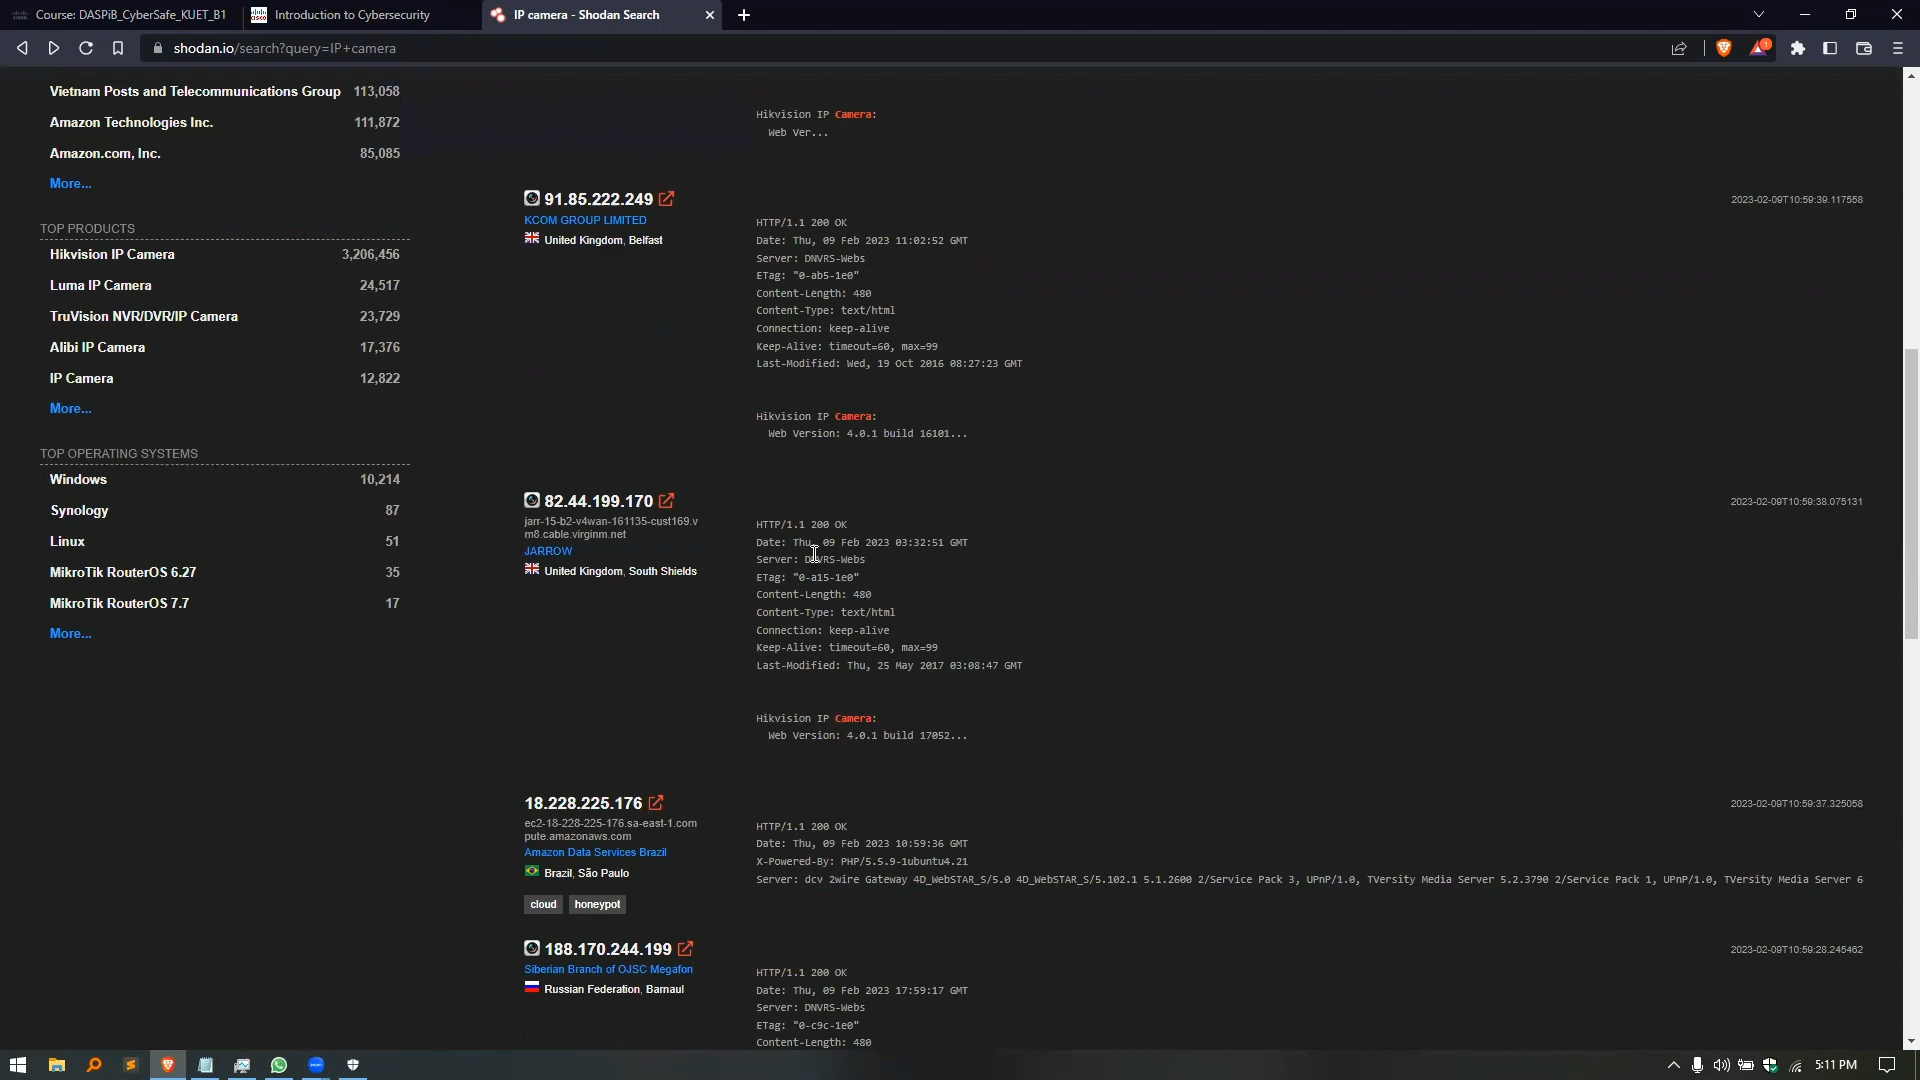 Course: DASPiB_CyberSafe_KUET_B1
Introduction to Cybersecurity
IP camera - Shodan Search
shodan.io/search?query=IP+camera
Vietnam Posts and Telecommunications Group 113,058
Amazon Technologies Inc. 111,872
Amazon.com, Inc. 85,085
More...
TOP PRODUCTS
Hikvision IP Camera 3,206,456
Luma IP Camera 24,517
TruVision NVR/DVR/IP Camera 23,729
Alibi IP Camera 17,376
IP Camera 12,822
More...
TOP OPERATING SYSTEMS
Windows 10,214
Synology 87
Linux 51
MikroTik RouterOS 6.27 35
MikroTik RouterOS 7.7 17
More...
Hikvision IP Camera:
Web Ver...
91.85.222.249
2023-02-09T10:59:39.117558
KCOM GROUP LIMITED
United Kingdom, Belfast
HTTP/1.1 200 OK
Date: Thu, 09 Feb 2023 11:02:52 GMT
Server: DNVRS-Webs
ETag: "0-ab5-1e0"
Content-Length: 480
Content-Type: text/html
Connection: keep-alive
Keep-Alive: timeout=60, max=99
Last-Modified: Wed, 19 Oct 2016 08:27:23 GMT
Hikvision IP Camera:
Web Version: 4.0.1 build 16101...
82.44.199.170
2023-02-09T10:59:38.075131
jarr-15-b2-v4wan-161135-cust169.v
m8.cable.virginm.net
JARROW
United Kingdom, South Shields
HTTP/1.1 200 OK
Date: Thu, 09 Feb 2023 03:32:51 GMT
Server: DNVRS-Webs
ETag: "0-a15-1e0"
Content-Length: 480
Content-Type: text/html
Connection: keep-alive
Keep-Alive: timeout=60, max=99
Last-Modified: Thu, 25 May 2017 03:08:47 GMT
Hikvision IP Camera:
Web Version: 4.0.1 build 17052...
18.228.225.176
2023-02-09T10:59:37.325058
ec2-18-228-225-176.sa-east-1.com
pute.amazonaws.com
Amazon Data Services Brazil
Brazil, São Paulo
cloud honeypot
HTTP/1.1 200 OK
Date: Thu, 09 Feb 2023 10:59:36 GMT
X-Powered-By: PHP/5.5.9-1ubuntu4.21
Server: dcv 2wire Gateway 4D_WebSTAR_S/5.0 4D_WebSTAR_S/5.102.1 5.1.2600 2/Service Pack 3, UPnP/1.0, TVersity Media Server 5.2.3790 2/Service Pack 1, UPnP/1.0, TVersity Media Server 6
188.170.244.199
2023-02-09T10:59:28.245462
Siberian Branch of OJSC Megafon
Russian Federation, Barnaul
HTTP/1.1 200 OK
Date: Thu, 09 Feb 2023 17:59:17 GMT
Server: DNVRS-Webs
ETag: "0-c9c-1e0"
Content-Length: 480
5:11 PM